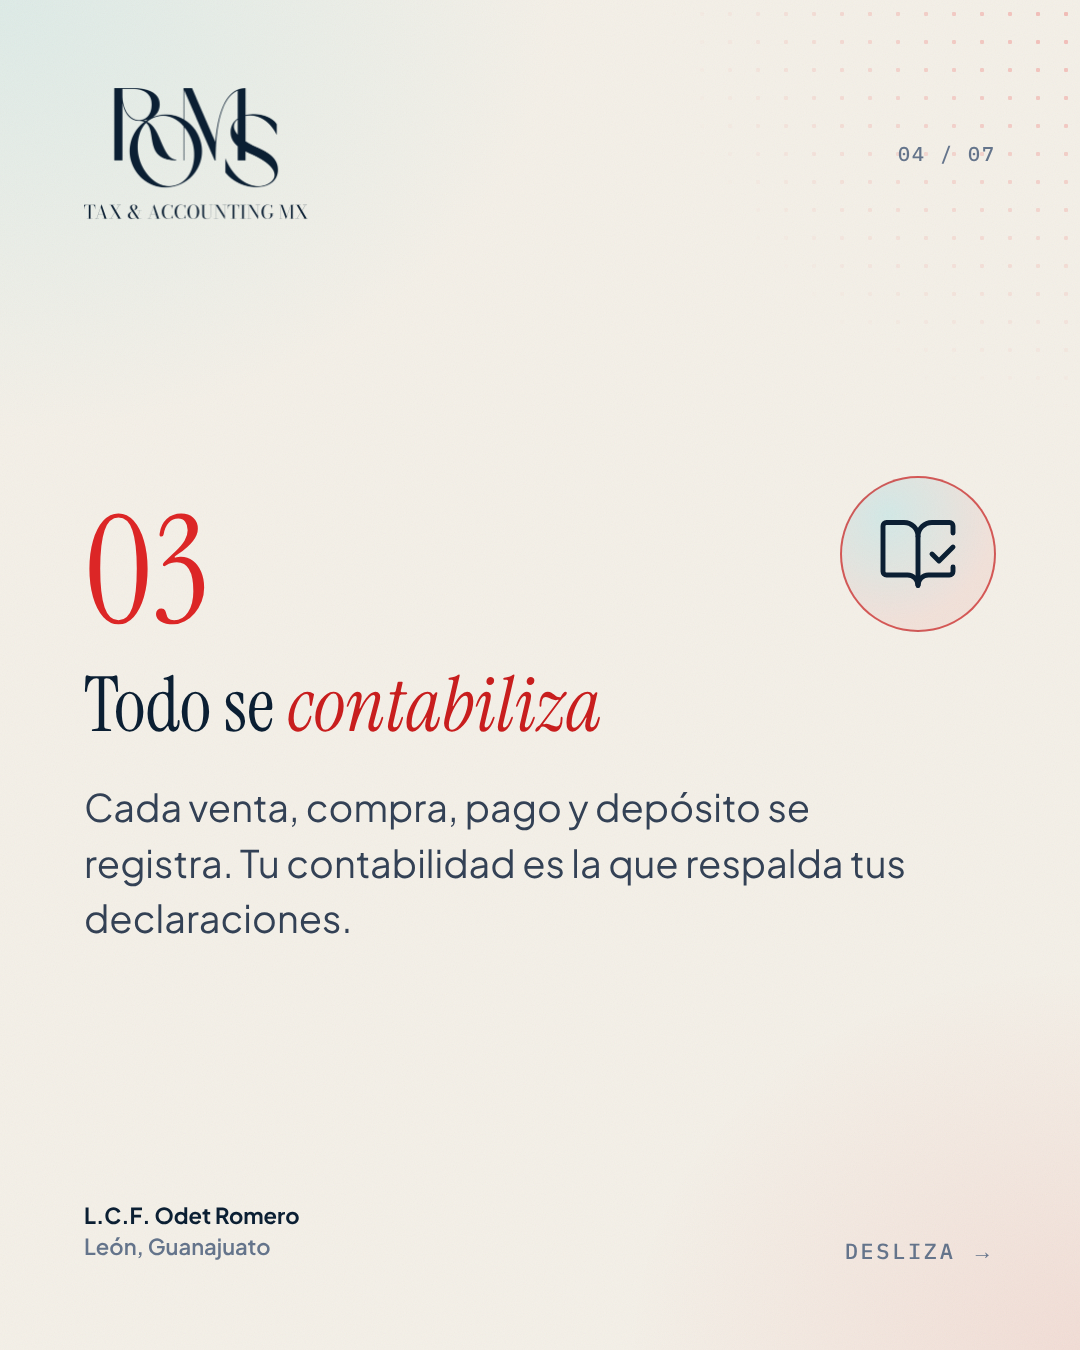 ROMS
TAX & ACCOUNTING MX
04 / 07
03
Todo se contabiliza
Cada venta, compra, pago y depósito se
registra. Tu contabilidad es la que respalda tus
declaraciones.
L.C.F. Odet Romero
León, Guanajuato
DESLIZA →